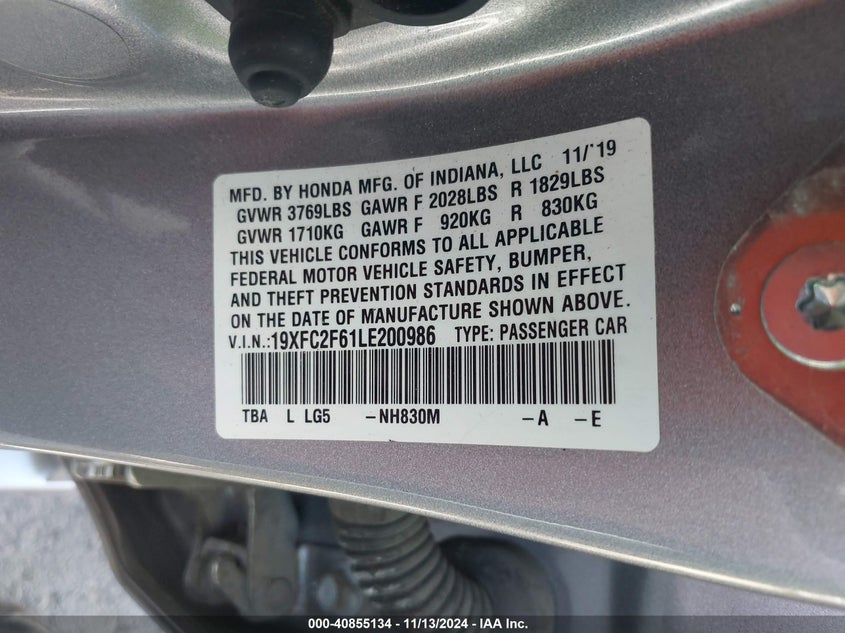 MFD. BY HONDA MFG. OF INDIANA, LLC 11/'19
GVWR 3769LBS GAWR F 2028LBS R 1829LBS
GVWR 1710KG GAWR F 920KG R 830KG
THIS VEHICLE CONFORMS TO ALL APPLICABLE
FEDERAL MOTOR VEHICLE SAFETY, BUMPER,
AND THEFT PREVENTION STANDARDS IN EFFECT
ON THE DATE OF MANUFACTURE SHOWN ABOVE.
V.I.N.:19XFC2F61LE200986 TYPE: PASSENGER CAR
TBA L LG5 –NH830M –A –E
000-40855134 - 11/13/2024 - IAA Inc.